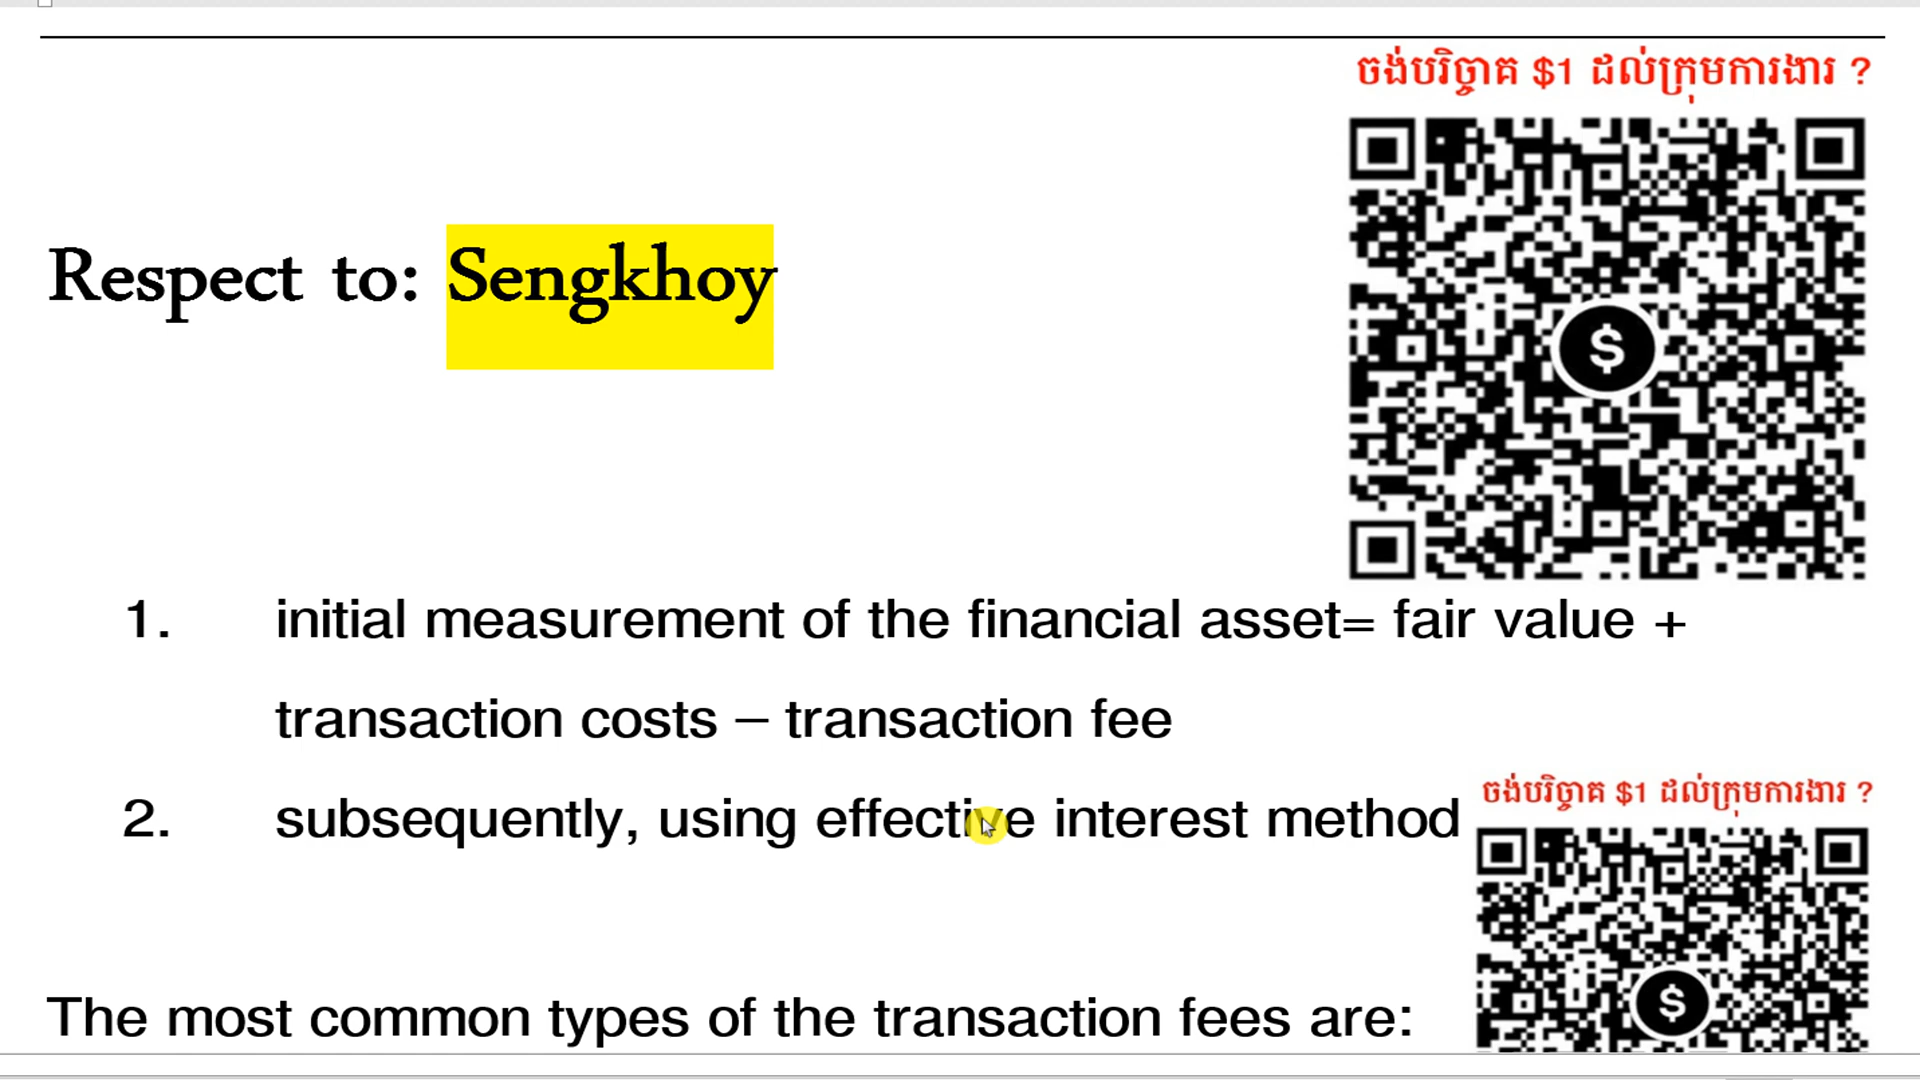 ចង់បរិច្ចាគ $1 ដល់ក្រុមការងារ ?
Respect to: Sengkhoy
$
1. initial measurement of the financial asset= fair value +
transaction costs – transaction fee
2. subsequently, using effective interest method
ចង់បរិច្ចាគ $1 ដល់ក្រុមការងារ ?
$
The most common types of the transaction fees are: